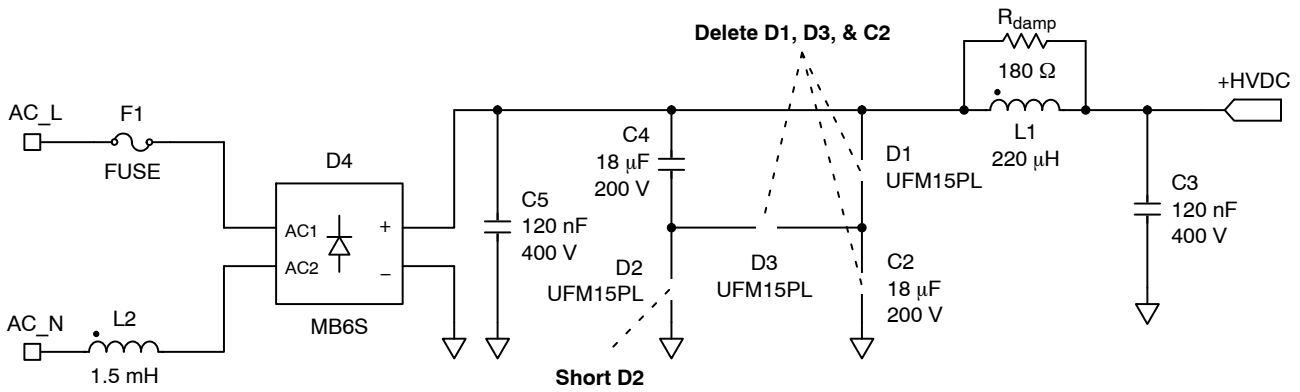 Delete D1, D3, & C2
Rdamp
180 Ω
+HVDC
AC_L
F1
FUSE
D4
C4
18 μF
200 V
D1
UFM15PL
L1
220 μH
C3
120 nF
400 V
C5
120 nF
400 V
AC1
+
AC2
−
D2
UFM15PL
D3
UFM15PL
C2
18 μF
200 V
AC_N
L2
1.5 mH
MB6S
Short D2